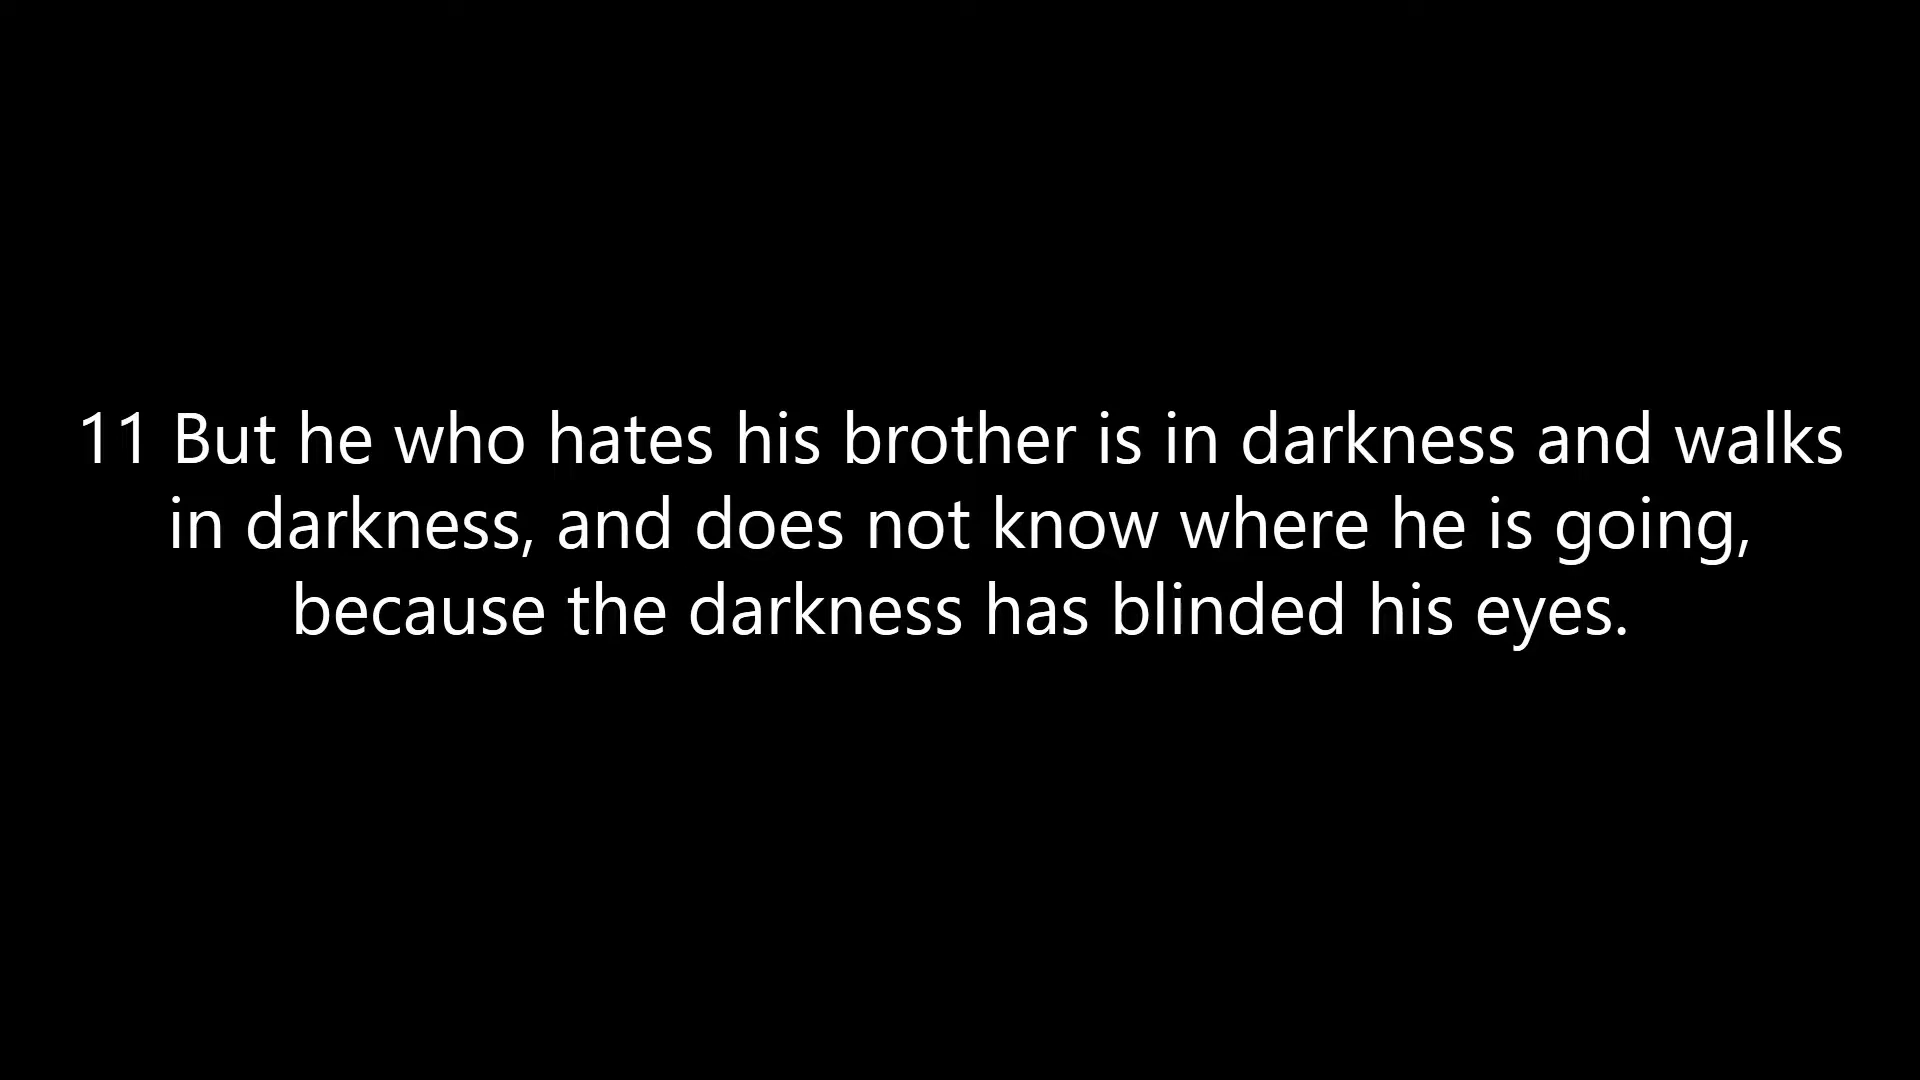 11 But he who hates his brother is in darkness and walks
in darkness, and does not know where he is going,
because the darkness has blinded his eyes.